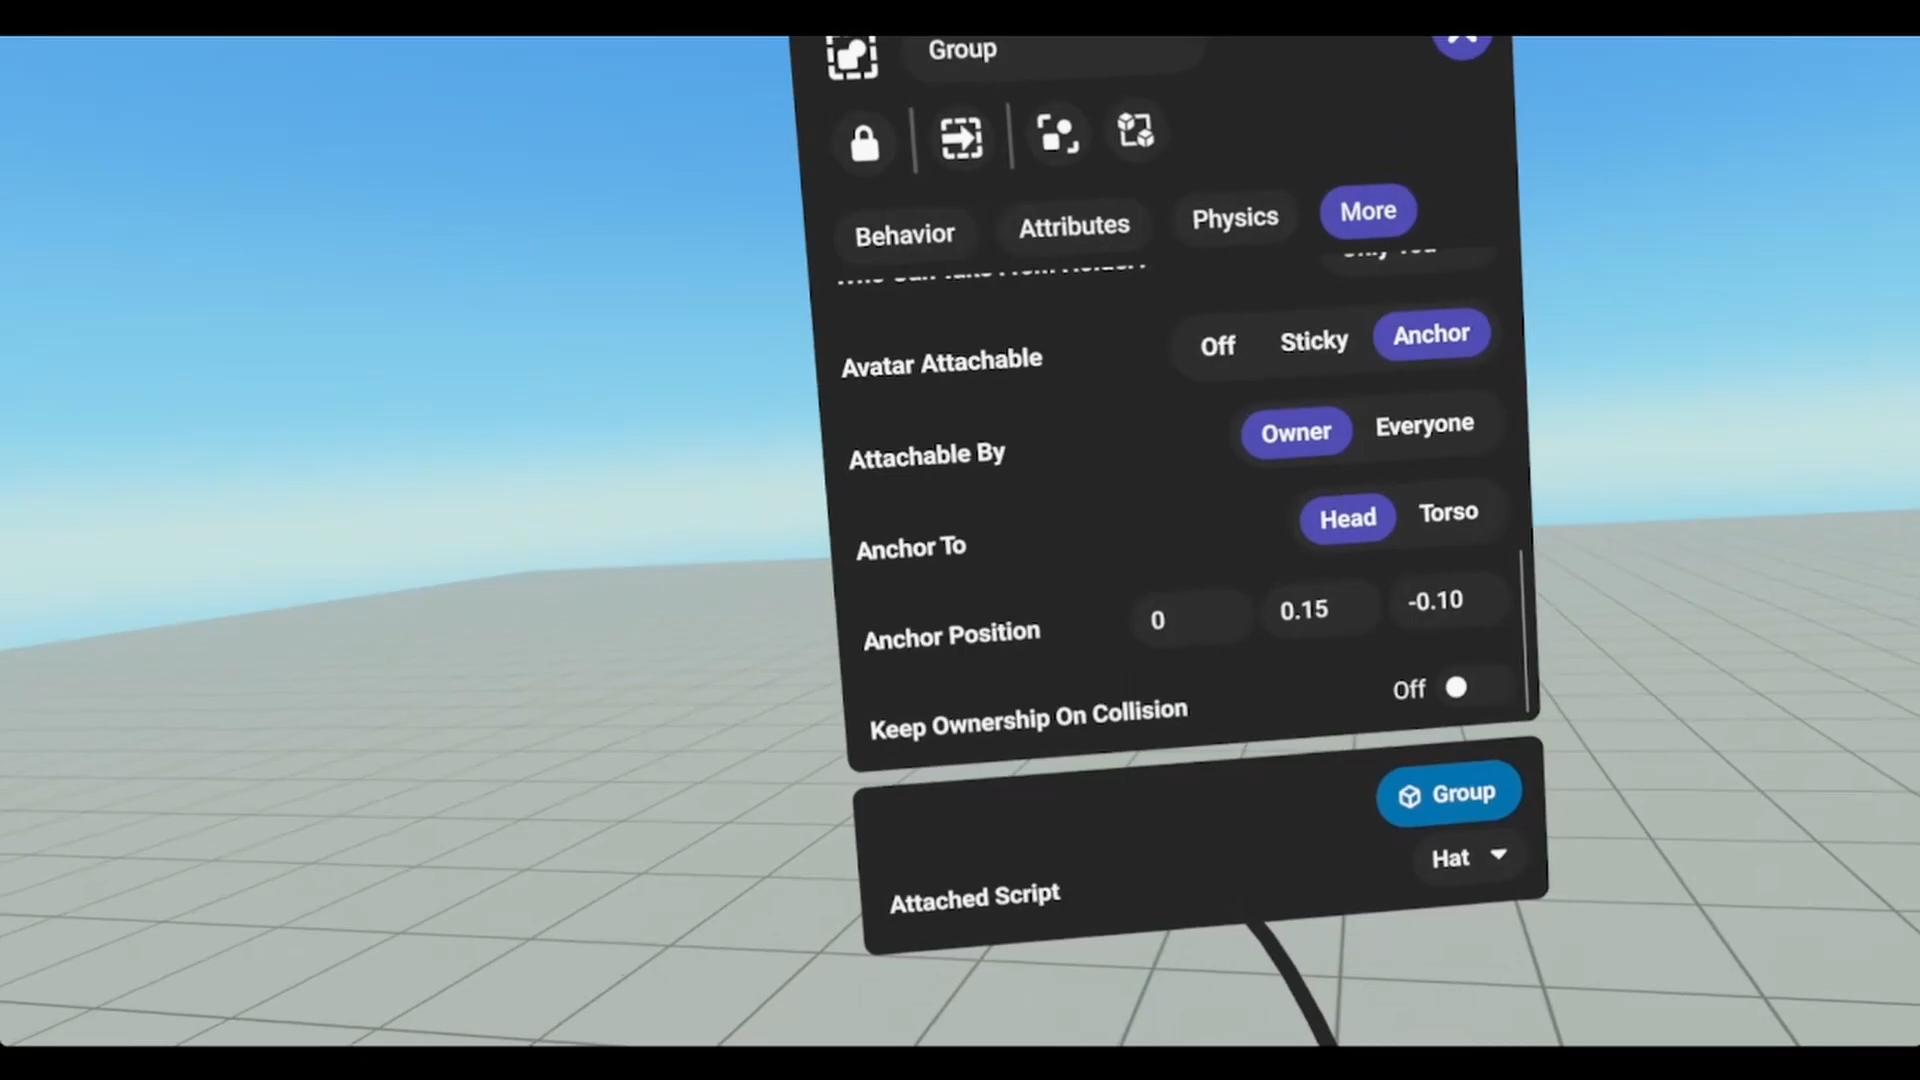 Group
Behavior Attributes Physics More
Avatar Attachable Off Sticky Anchor
Attachable By Owner Everyone
Anchor To Head Torso
Anchor Position 0 0.15 -0.10
Keep Ownership On Collision Off
Group
Hat
Attached Script